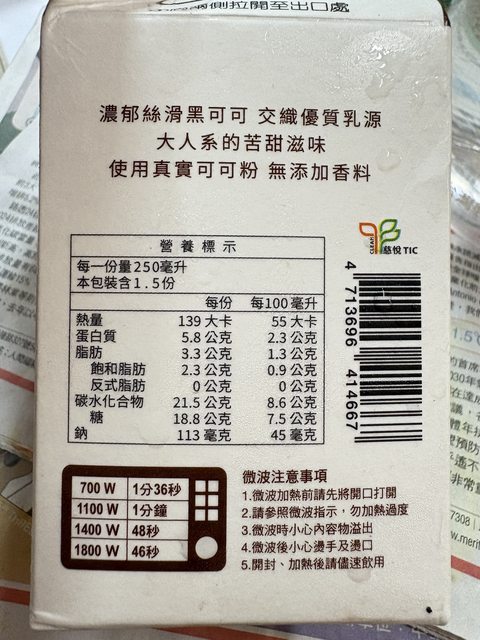 側拉開至出口處
濃郁絲滑黑可可 交織優質乳源
大人系的苦甜滋味
使用真實可可粉 無添加香料
CLEAN 慈悅 TIC
營養標示
每一份量250毫升
本包裝含1.5份
每份 每100毫升
熱量 139 大卡 55 大卡
蛋白質 5.8 公克 2.3 公克
脂肪 3.3 公克 1.3 公克
飽和脂肪 2.3 公克 0.9 公克
反式脂肪 0 公克 0 公克
碳水化合物 21.5 公克 8.6 公克
糖 18.8 公克 7.5 公克
鈉 113 毫克 45 毫克
4 713696 414667
700 W 1分36秒
1100 W 1分鐘
1400 W 48秒
1800 W 46秒
微波注意事項
1.微波加熱前請先將開口打開
2.請參照微波指示，勿加熱過度
3.微波時小心內容物溢出
4.微波後小心燙手及燙口
5.開封、加熱後請儘速飲用